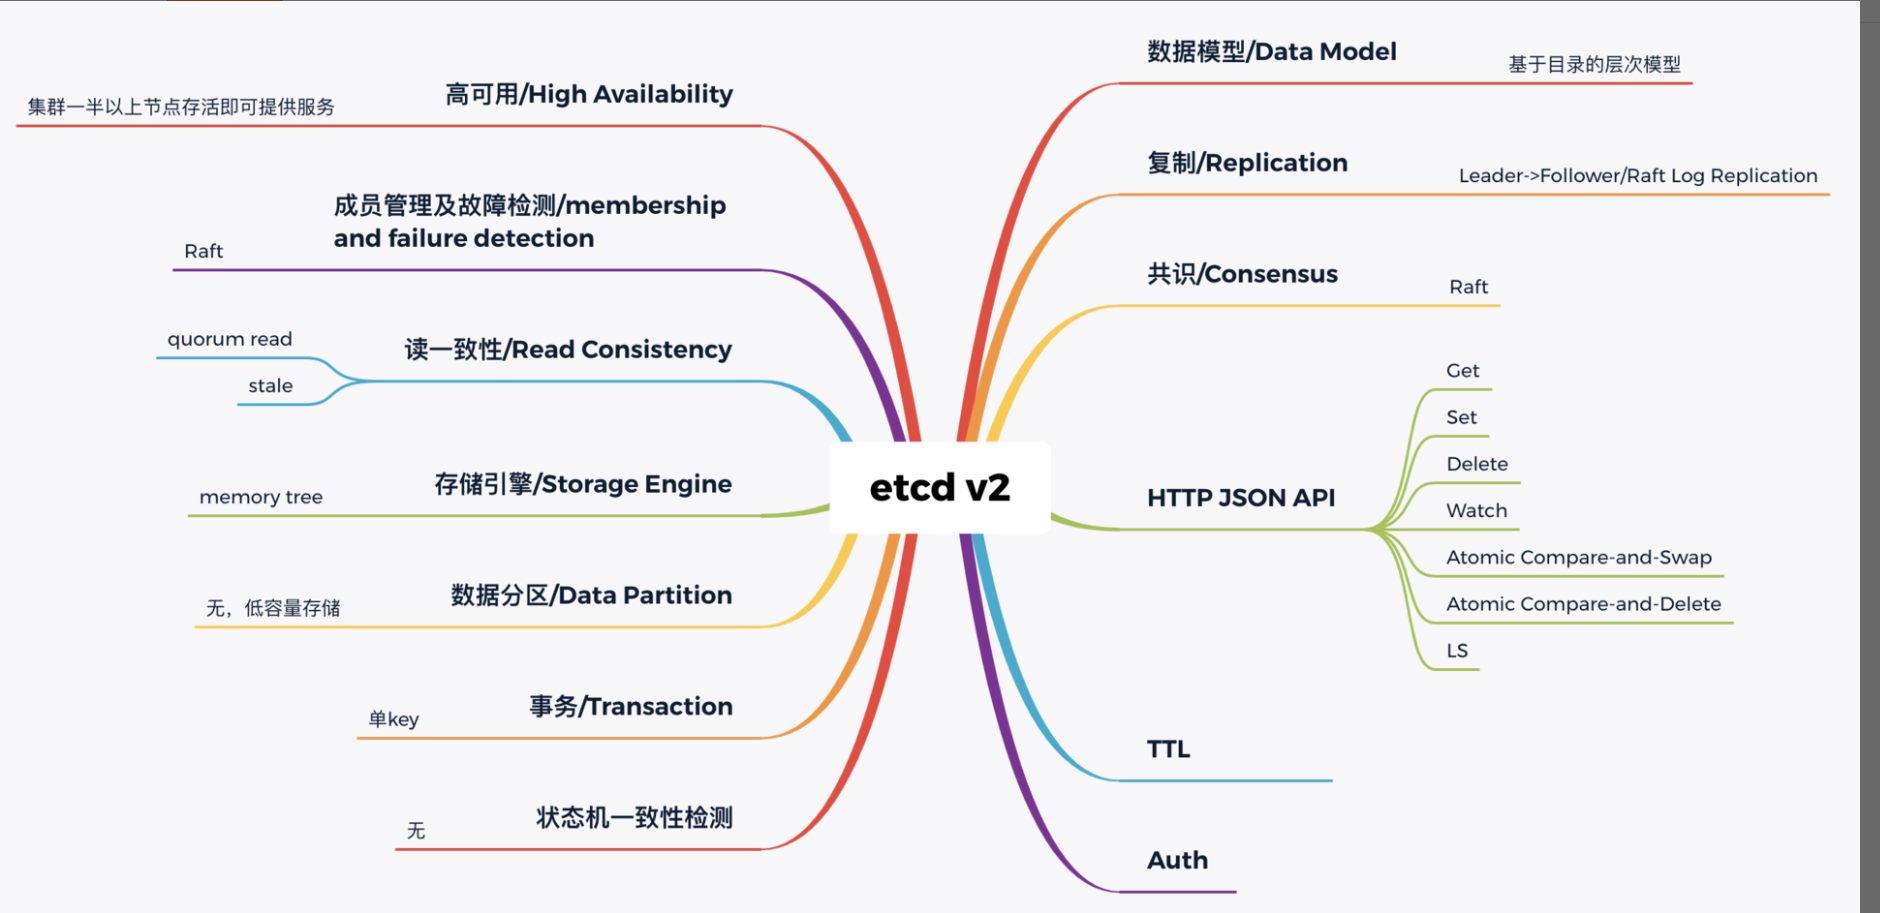 etcd v2
数据模型/Data Model
基于目录的层次模型
复制/Replication
Leader->Follower/Raft Log Replication
共识/Consensus
Raft
HTTP JSON API
Get
Set
Delete
Watch
Atomic Compare-and-Swap
Atomic Compare-and-Delete
LS
TTL
Auth
高可用/High Availability
集群一半以上节点存活即可提供服务
成员管理及故障检测/membership
and failure detection
Raft
读一致性/Read Consistency
quorum read
stale
存储引擎/Storage Engine
memory tree
数据分区/Data Partition
无，低容量存储
事务/Transaction
单key
状态机一致性检测
无